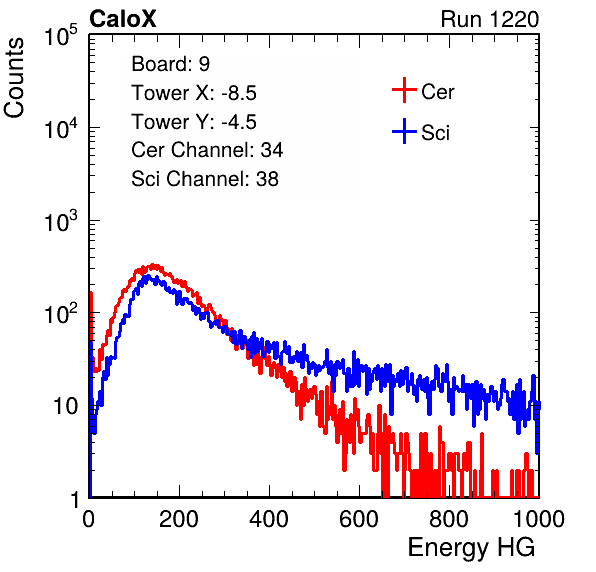 CaloX Run 1220
Counts
10^5
10^4
10^3
10^2
10
1
Board: 9
Tower X: -8.5
Tower Y: -4.5
Cer Channel: 34
Sci Channel: 38
Cer
Sci
0 200 400 600 800 1000
Energy HG